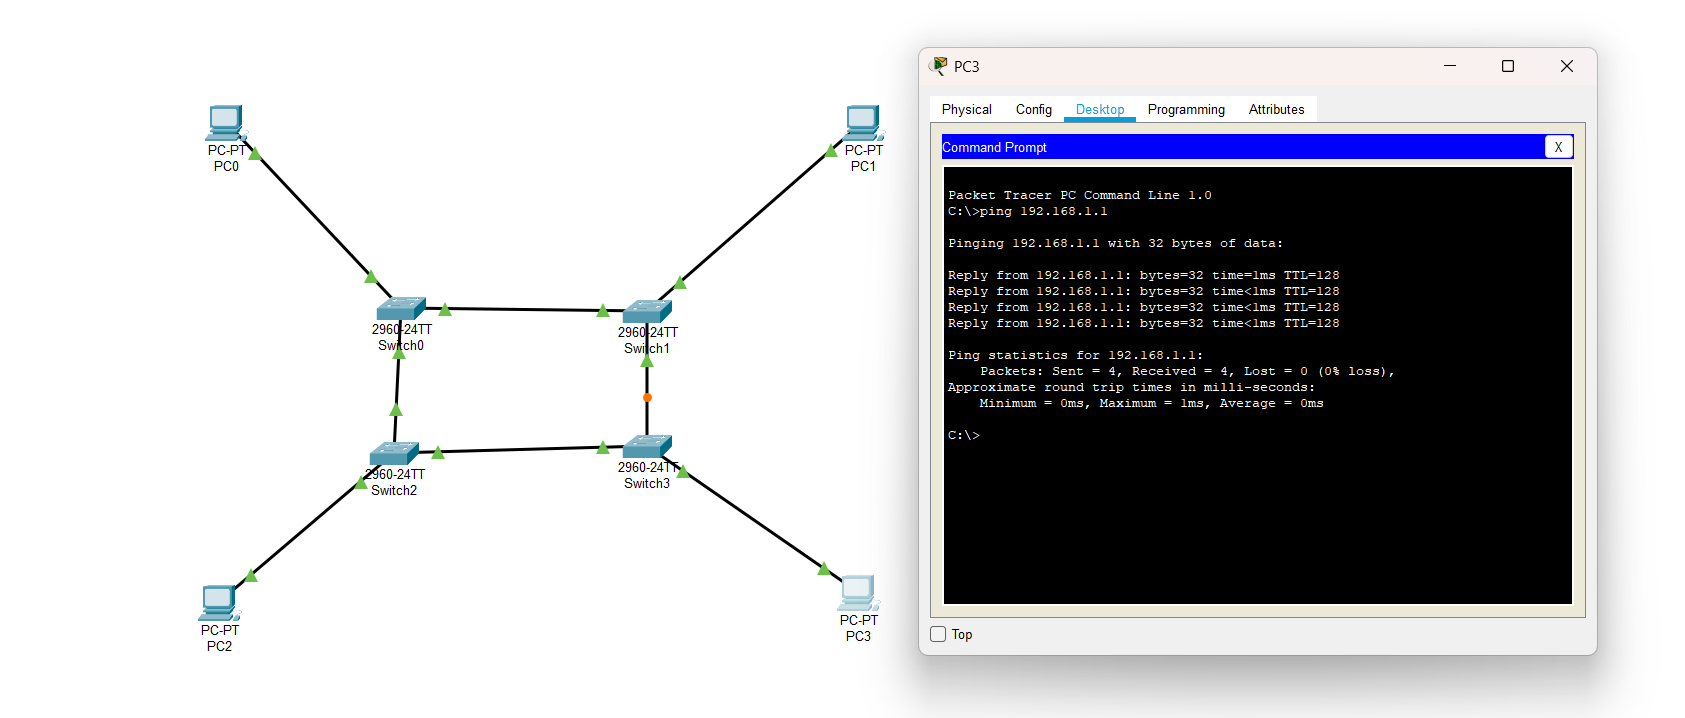 PC-PT
PC0
PC-PT
PC1
2960-24TT
Switch0
2960-24TT
Switch1
2960-24TT
Switch2
2960-24TT
Switch3
PC-PT
PC2
PC-PT
PC3
PC3
Physical Config Desktop Programming Attributes
Command Prompt
X
Packet Tracer PC Command Line 1.0
C:\>ping 192.168.1.1
Pinging 192.168.1.1 with 32 bytes of data:
Reply from 192.168.1.1: bytes=32 time=1ms TTL=128
Reply from 192.168.1.1: bytes=32 time<1ms TTL=128
Reply from 192.168.1.1: bytes=32 time<1ms TTL=128
Reply from 192.168.1.1: bytes=32 time<1ms TTL=128
Ping statistics for 192.168.1.1:
    Packets: Sent = 4, Received = 4, Lost = 0 (0% loss),
Approximate round trip times in milli-seconds:
    Minimum = 0ms, Maximum = 1ms, Average = 0ms
C:\>
Top